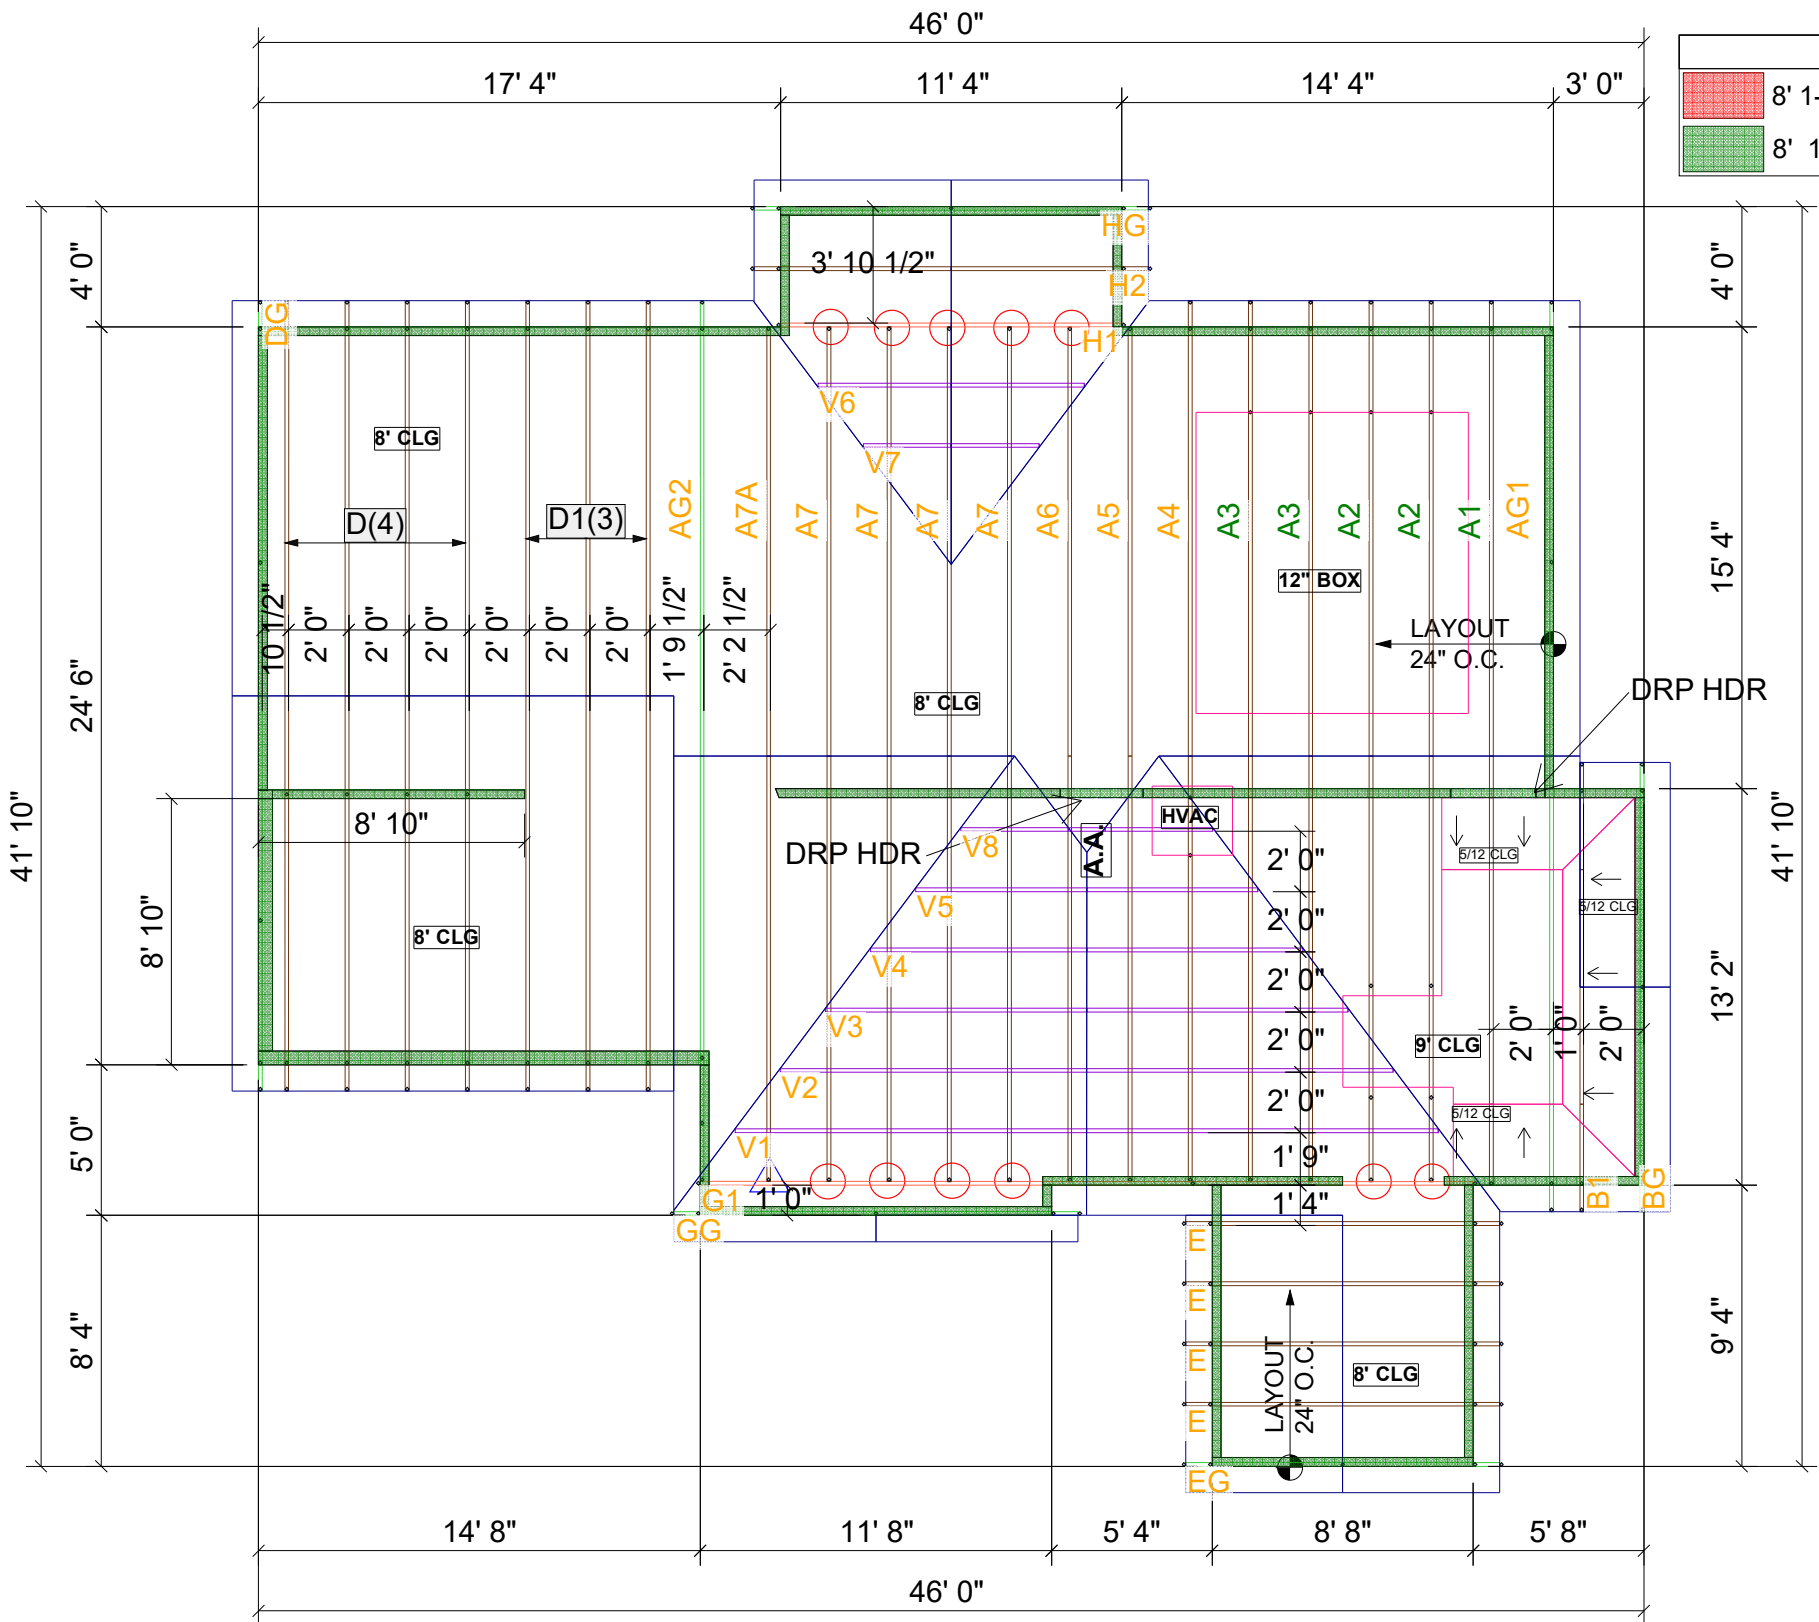 46' 0"
17' 4"
11' 4"
14' 4"
3' 0"
8' 1-
8' 1
HG
3' 10 1/2"
H2
4' 0"
4' 0"
DG
H1
V6
8' CLG
V7
D(4)
D1(3)
AG2
A7A
A7
A7
A7
A7
A6
A5
A4
A3
A3
A2
A2
A1
AG1
12" BOX
15' 4"
10 1/2"
2' 0"
2' 0"
2' 0"
2' 0"
2' 0"
2' 0"
1' 9 1/2"
2' 2 1/2"
LAYOUT
24" O.C.
24' 6"
8' CLG
DRP HDR
41' 10"
41' 10"
8' 10"
HVAC
DRP HDR
V8
A.A.
2' 0"
5/12 CLG
V5
2' 0"
5/12 CLG
8' 10"
8' CLG
V4
2' 0"
13' 2"
V3
2' 0"
9' CLG
2' 0"
1' 0"
2' 0"
V2
2' 0"
5/12 CLG
5' 0"
V1
1' 9"
G1
1' 0"
1' 4"
B1
BG
GG
E
E
8' 4"
E
LAYOUT
24" O.C.
8' CLG
9' 4"
E
EG
14' 8"
11' 8"
5' 4"
8' 8"
5' 8"
46' 0"